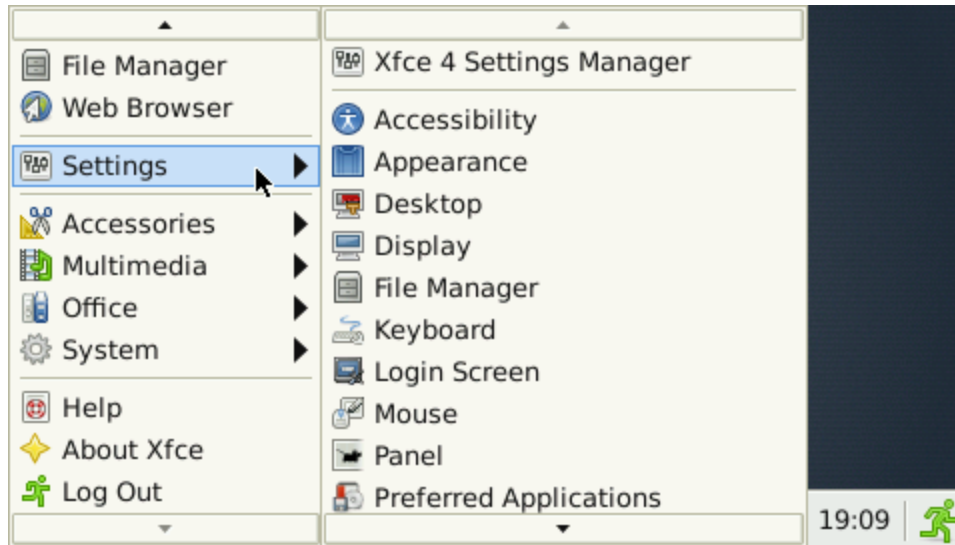 File Manager
Web Browser
Settings
Accessories
Multimedia
Office
System
Help
About Xfce
Log Out
Xfce 4 Settings Manager
Accessibility
Appearance
Desktop
Display
File Manager
Keyboard
Login Screen
Mouse
Panel
Preferred Applications
19:09